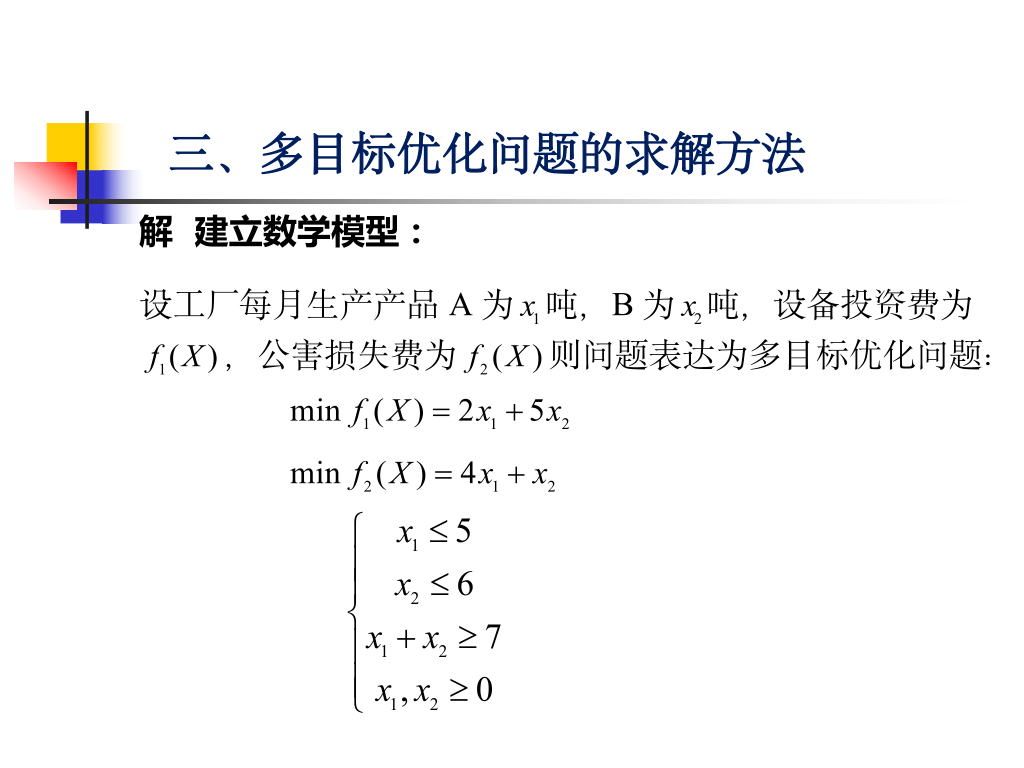 三、多目标优化问题的求解方法
解 建立数学模型：
设工厂每月生产产品 A 为 x₁ 吨，B 为 x₂ 吨，设备投资费为
f₁(X)，公害损失费为 f₂(X) 则问题表达为多目标优化问题：
min f₁(X) = 2x₁ + 5x₂
min f₂(X) = 4x₁ + x₂
x₁ ≤ 5
x₂ ≤ 6
x₁ + x₂ ≥ 7
x₁, x₂ ≥ 0